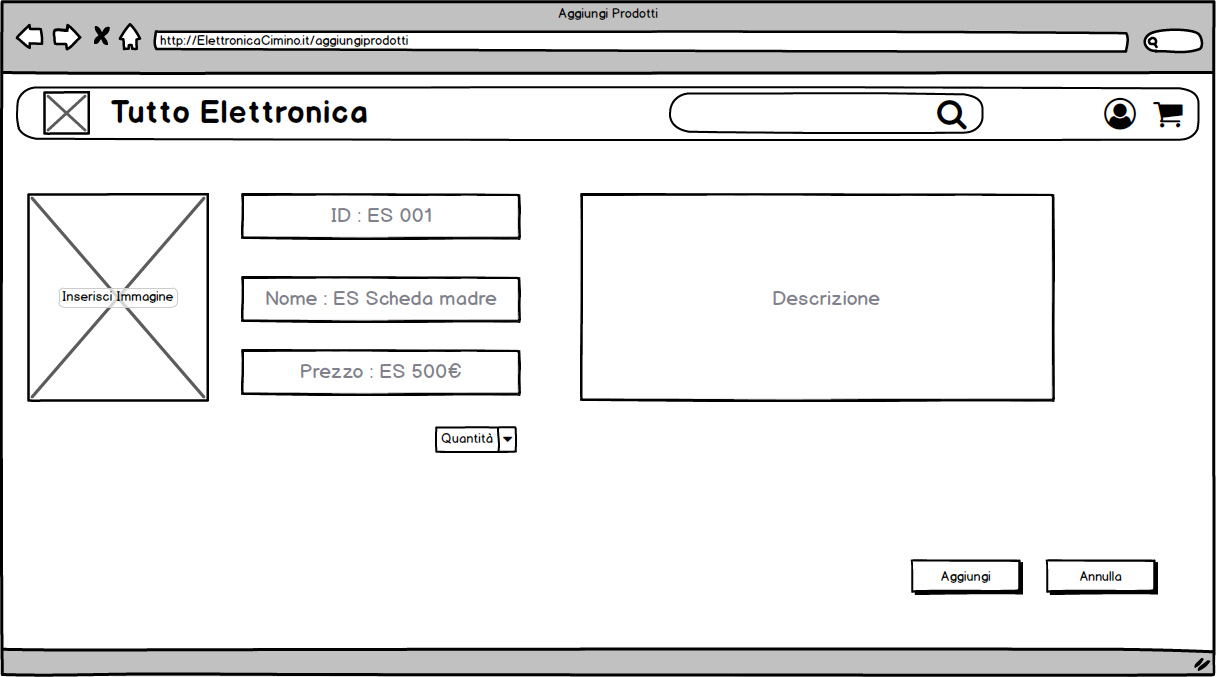 Aggiungi Prodotti
http://ElettronicaCimino.it/aggiungiprodotti
Tutto Elettronica
ID : ES 001
Inserisci Immagine
Nome : ES Scheda madre
Descrizione
Prezzo : ES 500€
Quantità
Aggiungi
Annulla